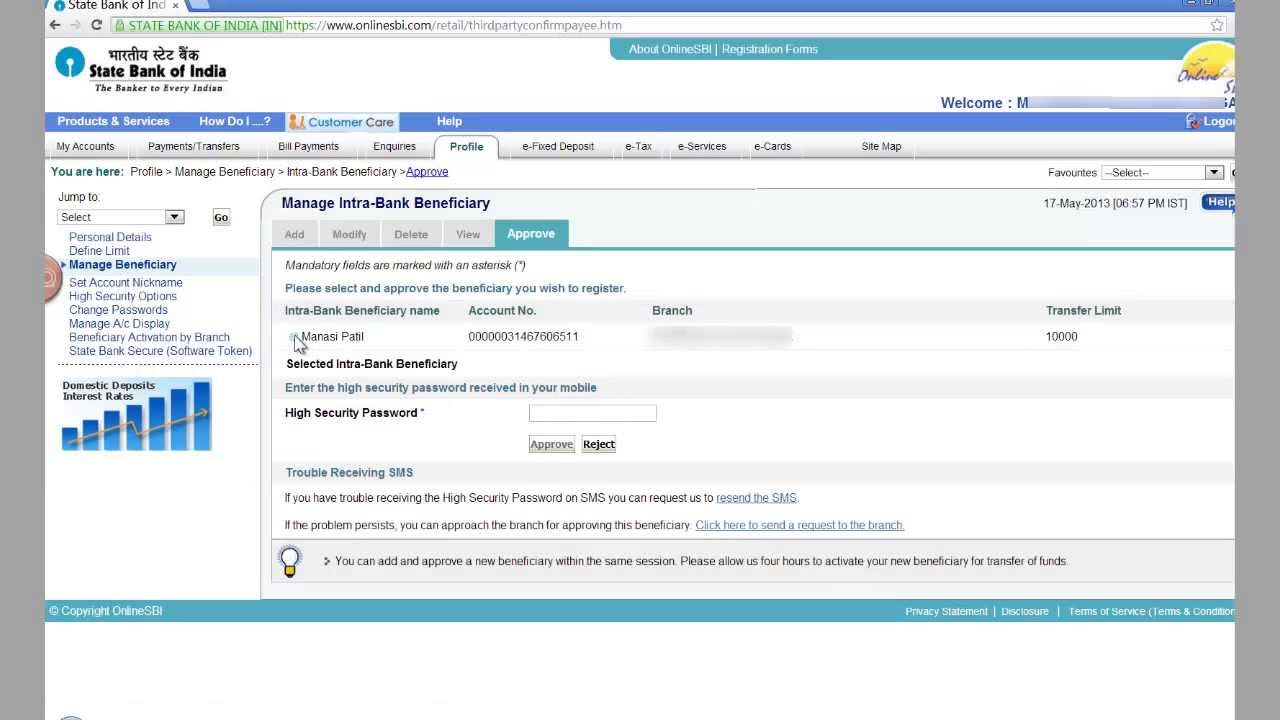 State Bank of Ind
STATE BANK OF INDIA [IN] https://www.onlinesbi.com/retail/thirdpartyconfirmpayee.htm
भारतीय स्टेट बैंक
State Bank of India
The Banker to Every Indian
About OnlineSBI | Registration Forms
Online
Welcome : M
Products & Services How Do I ....? Customer Care Help Logou
My Accounts Payments/Transfers Bill Payments Enquiries Profile e-Fixed Deposit e-Tax e-Services e-Cards Site Map
You are here: Profile > Manage Beneficiary > Intra-Bank Beneficiary > Approve
Favourites --Select--
Jump to:
Select Go
Personal Details
Define Limit
Manage Beneficiary
Set Account Nickname
High Security Options
Change Passwords
Manage A/c Display
Beneficiary Activation by Branch
State Bank Secure (Software Token)
Domestic Deposits
Interest Rates
Manage Intra-Bank Beneficiary
17-May-2013 [06:57 PM IST] Help
Add Modify Delete View Approve
Mandatory fields are marked with an asterisk (*)
Please select and approve the beneficiary you wish to register.
Intra-Bank Beneficiary name Account No. Branch Transfer Limit
Manasi Patil 00000031467606511 10000
Selected Intra-Bank Beneficiary
Enter the high security password received in your mobile
High Security Password *
Approve Reject
Trouble Receiving SMS
If you have trouble receiving the High Security Password on SMS you can request us to resend the SMS.
If the problem persists, you can approach the branch for approving this beneficiary. Click here to send a request to the branch.
You can add and approve a new beneficiary within the same session. Please allow us four hours to activate your new beneficiary for transfer of funds.
© Copyright OnlineSBI
Privacy Statement | Disclosure | Terms of Service (Terms & Condition